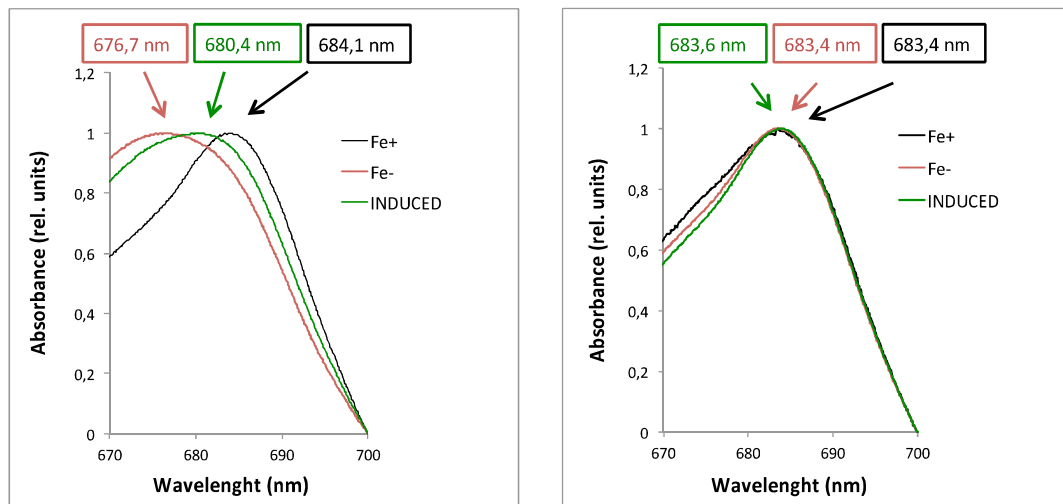 676,7 nm 680,4 nm 684,1 nm
1,2
1
0,8
0,6
0,4
0,2
0
Absorbance (rel. units)
670 680 690 700
Wavelenght (nm)
Fe+
Fe-
INDUCED
683,6 nm 683,4 nm 683,4 nm
1,2
1
0,8
0,6
0,4
0,2
0
Absorbance (rel. units)
670 680 690 700
Wavelenght (nm)
Fe+
Fe-
INDUCED